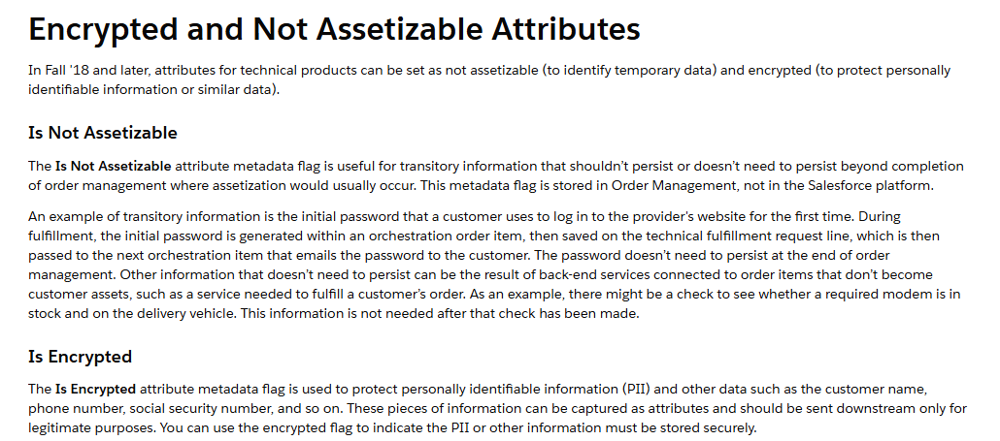 Encrypted and Not Assetizable Attributes
In Fall '18 and later, attributes for technical products can be set as not assetizable (to identify temporary data) and encrypted (to protect personally
identifiable information or similar data).
Is Not Assetizable
The Is Not Assetizable attribute metadata flag is useful for transitory information that shouldn't persist or doesn't need to persist beyond completion
of order management where assetization would usually occur. This metadata flag is stored in Order Management, not in the Salesforce platform.
An example of transitory information is the initial password that a customer uses to log in to the provider's website for the first time. During
fulfillment, the initial password is generated within an orchestration order item, then saved on the technical fulfillment request line, which is then
passed to the next orchestration item that emails the password to the customer. The password doesn't need to persist at the end of order
management. Other information that doesn't need to persist can be the result of back-end services connected to order items that don't become
customer assets, such as a service needed to fulfill a customer's order. As an example, there might be a check to see whether a required modem is in
stock and on the delivery vehicle. This information is not needed after that check has been made.
Is Encrypted
The Is Encrypted attribute metadata flag is used to protect personally identifiable information (PII) and other data such as the customer name,
phone number, social security number, and so on. These pieces of information can be captured as attributes and should be sent downstream only for
legitimate purposes. You can use the encrypted flag to indicate the PII or other information must be stored securely.